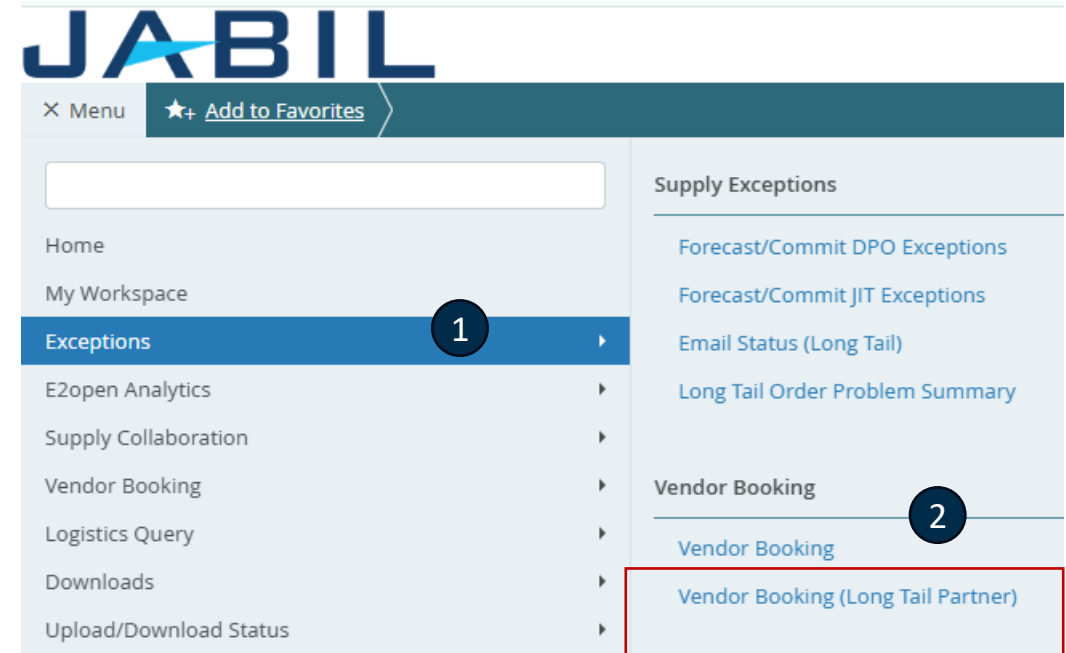 JABIL
Menu
Add to Favorites
Home
My Workspace
Exceptions
1
E2open Analytics
Supply Collaboration
Vendor Booking
Logistics Query
Downloads
Upload/Download Status
Supply Exceptions
Forecast/Commit DPO Exceptions
Forecast/Commit JIT Exceptions
Email Status (Long Tail)
Long Tail Order Problem Summary
Vendor Booking
2
Vendor Booking
Vendor Booking (Long Tail Partner)